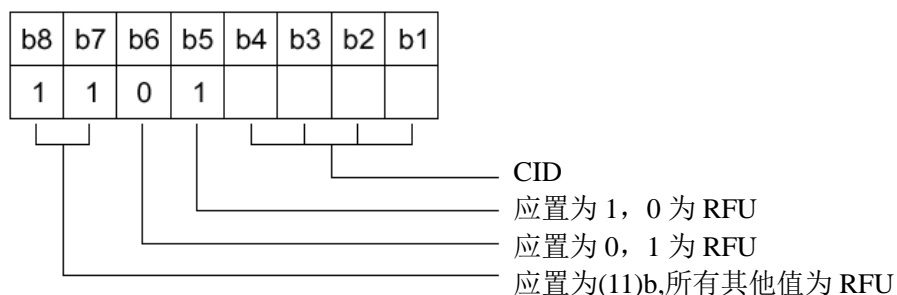 b8 b7 b6 b5 b4 b3 b2 b1
1 1 0 1
CID
应置为 1，0 为 RFU
应置为 0，1 为 RFU
应置为(11)b,所有其他值为 RFU